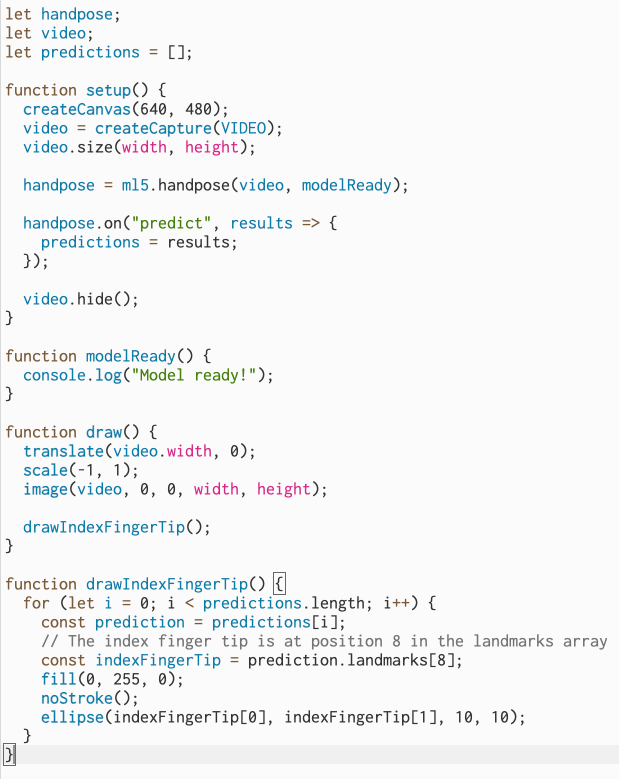 let handpose;
let video;
let predictions = [];

function setup() {
  createCanvas(640, 480);
  video = createCapture(VIDEO);
  video.size(width, height);

  handpose = ml5.handpose(video, modelReady);

  handpose.on("predict", results => {
    predictions = results;
  });

  video.hide();
}

function modelReady() {
  console.log("Model ready!");
}

function draw() {
  translate(video.width, 0);
  scale(-1, 1);
  image(video, 0, 0, width, height);

  drawIndexFingerTip();
}

function drawIndexFingerTip() {
  for (let i = 0; i < predictions.length; i++) {
    const prediction = predictions[i];
    // The index finger tip is at position 8 in the landmarks array
    const indexFingerTip = prediction.landmarks[8];
    fill(0, 255, 0);
    noStroke();
    ellipse(indexFingerTip[0], indexFingerTip[1], 10, 10);
  }
}